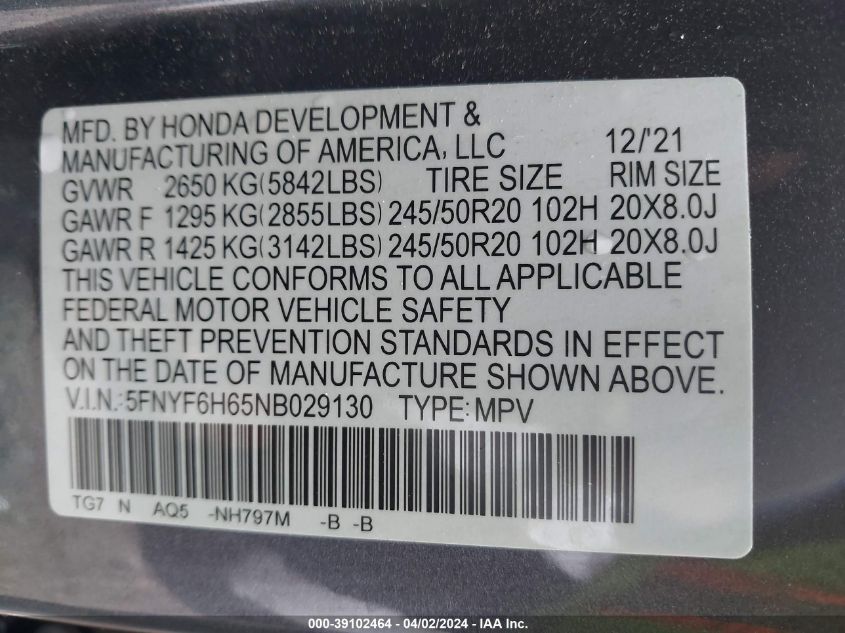 MFD. BY HONDA DEVELOPMENT &
MANUFACTURING OF AMERICA, LLC 12/'21
GVWR 2650 KG(5842LBS) TIRE SIZE RIM SIZE
GAWR F 1295 KG(2855LBS) 245/50R20 102H 20X8.0J
GAWR R 1425 KG(3142LBS) 245/50R20 102H 20X8.0J
THIS VEHICLE CONFORMS TO ALL APPLICABLE
FEDERAL MOTOR VEHICLE SAFETY
AND THEFT PREVENTION STANDARDS IN EFFECT
ON THE DATE OF MANUFACTURE SHOWN ABOVE.
V.I.N.:5FNYF6H65NB029130 TYPE:MPV
TG7 N AQ5 -NH797M -B -B
000-39102464 - 04/02/2024 - IAA Inc.